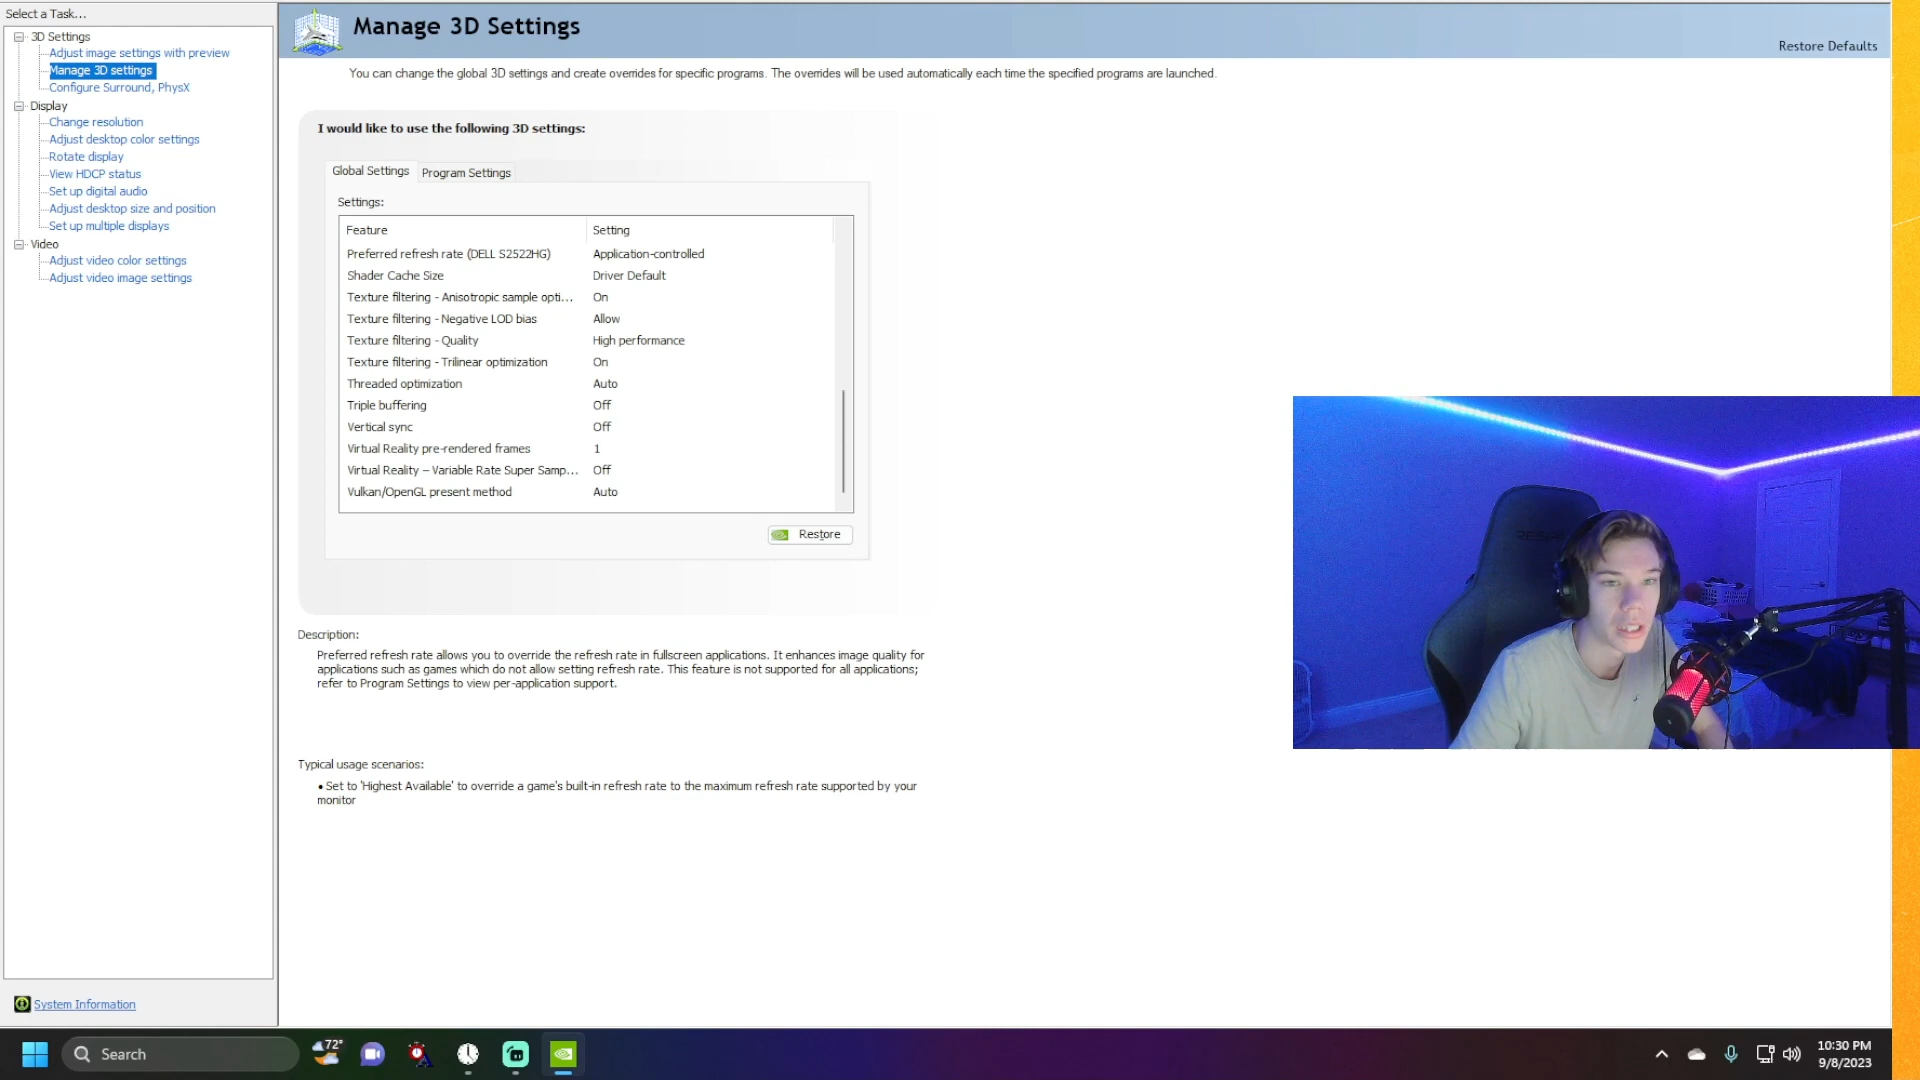 Select a Task...
3D Settings
Adjust image settings with preview
Manage 3D settings
Configure Surround, PhysX
Display
Change resolution
Adjust desktop color settings
Rotate display
View HDCP status
Set up digital audio
Adjust desktop size and position
Set up multiple displays
Video
Adjust video color settings
Adjust video image settings
System Information
Manage 3D Settings
Restore Defaults
You can change the global 3D settings and create overrides for specific programs. The overrides will be used automatically each time the specified programs are launched.
I would like to use the following 3D settings:
Global Settings Program Settings
Settings:
Feature Setting
Preferred refresh rate (DELL S2522HG) Application-controlled
Shader Cache Size Driver Default
Texture filtering - Anisotropic sample opti... On
Texture filtering - Negative LOD bias Allow
Texture filtering - Quality High performance
Texture filtering - Trilinear optimization On
Threaded optimization Auto
Triple buffering Off
Vertical sync Off
Virtual Reality pre-rendered frames 1
Virtual Reality – Variable Rate Super Samp... Off
Vulkan/OpenGL present method Auto
Restore
Description:
Preferred refresh rate allows you to override the refresh rate in fullscreen applications. It enhances image quality for
applications such as games which do not allow setting refresh rate. This feature is not supported for all applications;
refer to Program Settings to view per-application support.
Typical usage scenarios:
• Set to 'Highest Available' to override a game's built-in refresh rate to the maximum refresh rate supported by your
monitor
Search
72°
10:30 PM
9/8/2023